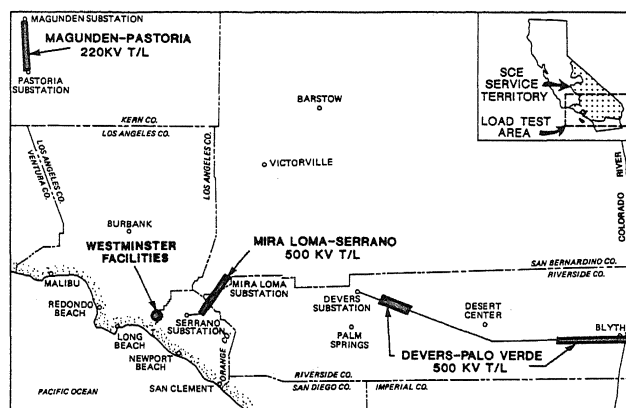 MAGUNDEN SUBSTATION
MAGUNDEN-PASTORIA
220KV T/L
PASTORIA
SUBSTATION
KERN CO.
LOS ANGELES CO.
LOS ANGELES CO.
VENTURA CO.
LOS ANGELES CO.
BARSTOW
VICTORVILLE
SCE
SERVICE
TERRITORY
LOAD TEST
AREA
COLORADO RIVER
BURBANK
WESTMINSTER
FACILITIES
MIRA LOMA-SERRANO
500 KV T/L
MIRA LOMA
SUBSTATION
SAN BERNARDINO CO.
RIVERSIDE CO.
MALIBU
REDONDO
BEACH
LONG
BEACH
NEWPORT
BEACH
SERRANO
SUBSTATION
ORANGE
SAN CLEMENT
DEVERS
SUBSTATION
PALM
SPRINGS
DESERT
CENTER
BLYTH
DEVERS-PALO VERDE
500 KV T/L
PACIFIC OCEAN
RIVERSIDE CO.
SAN DIEGO CO.
IMPERIAL CO.